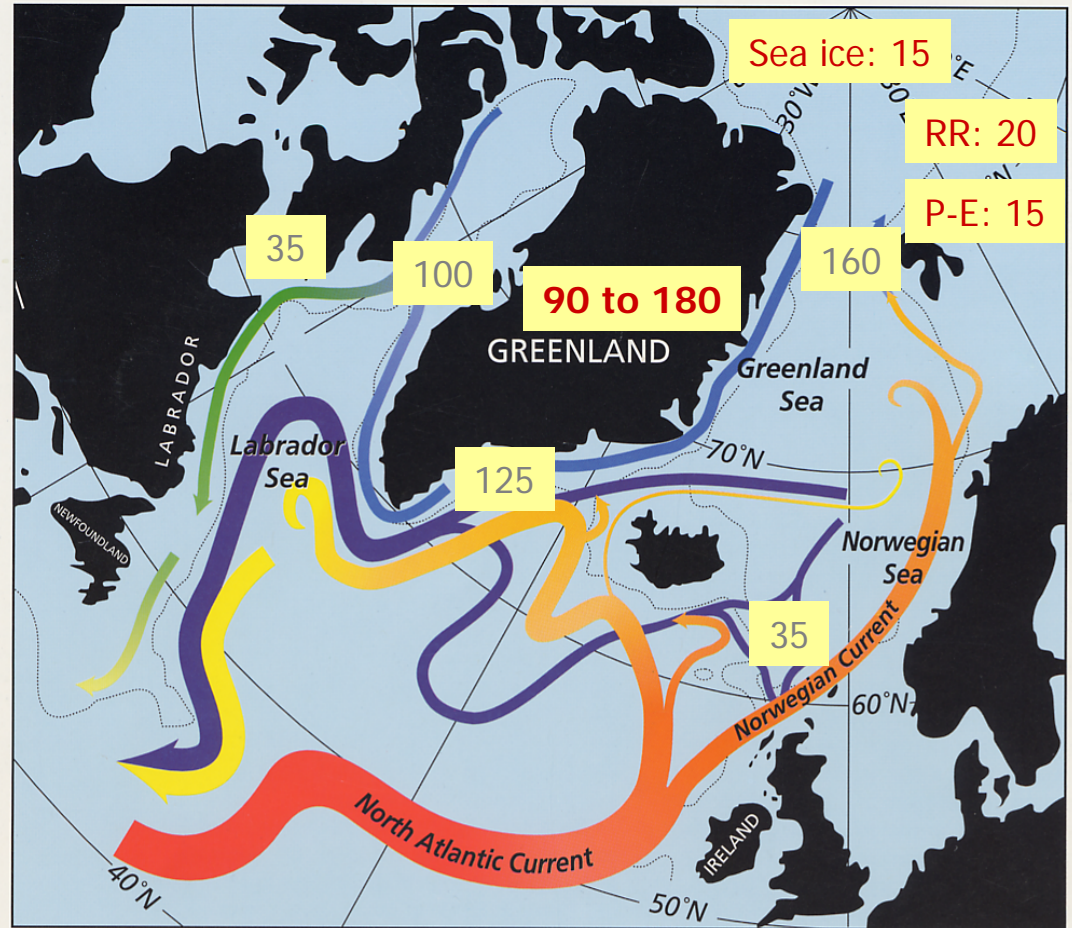 Sea ice: 15
°E
30°W
RR: 20
P-E: 15
35
100
160
90 to 180
GREENLAND
Greenland
Sea
LABRADOR
Labrador
Sea
70°N
125
NEWFOUNDLAND
Norwegian
Sea
35
60°N
Norwegian Current
North Atlantic Current
IRELAND
40°N
50°N